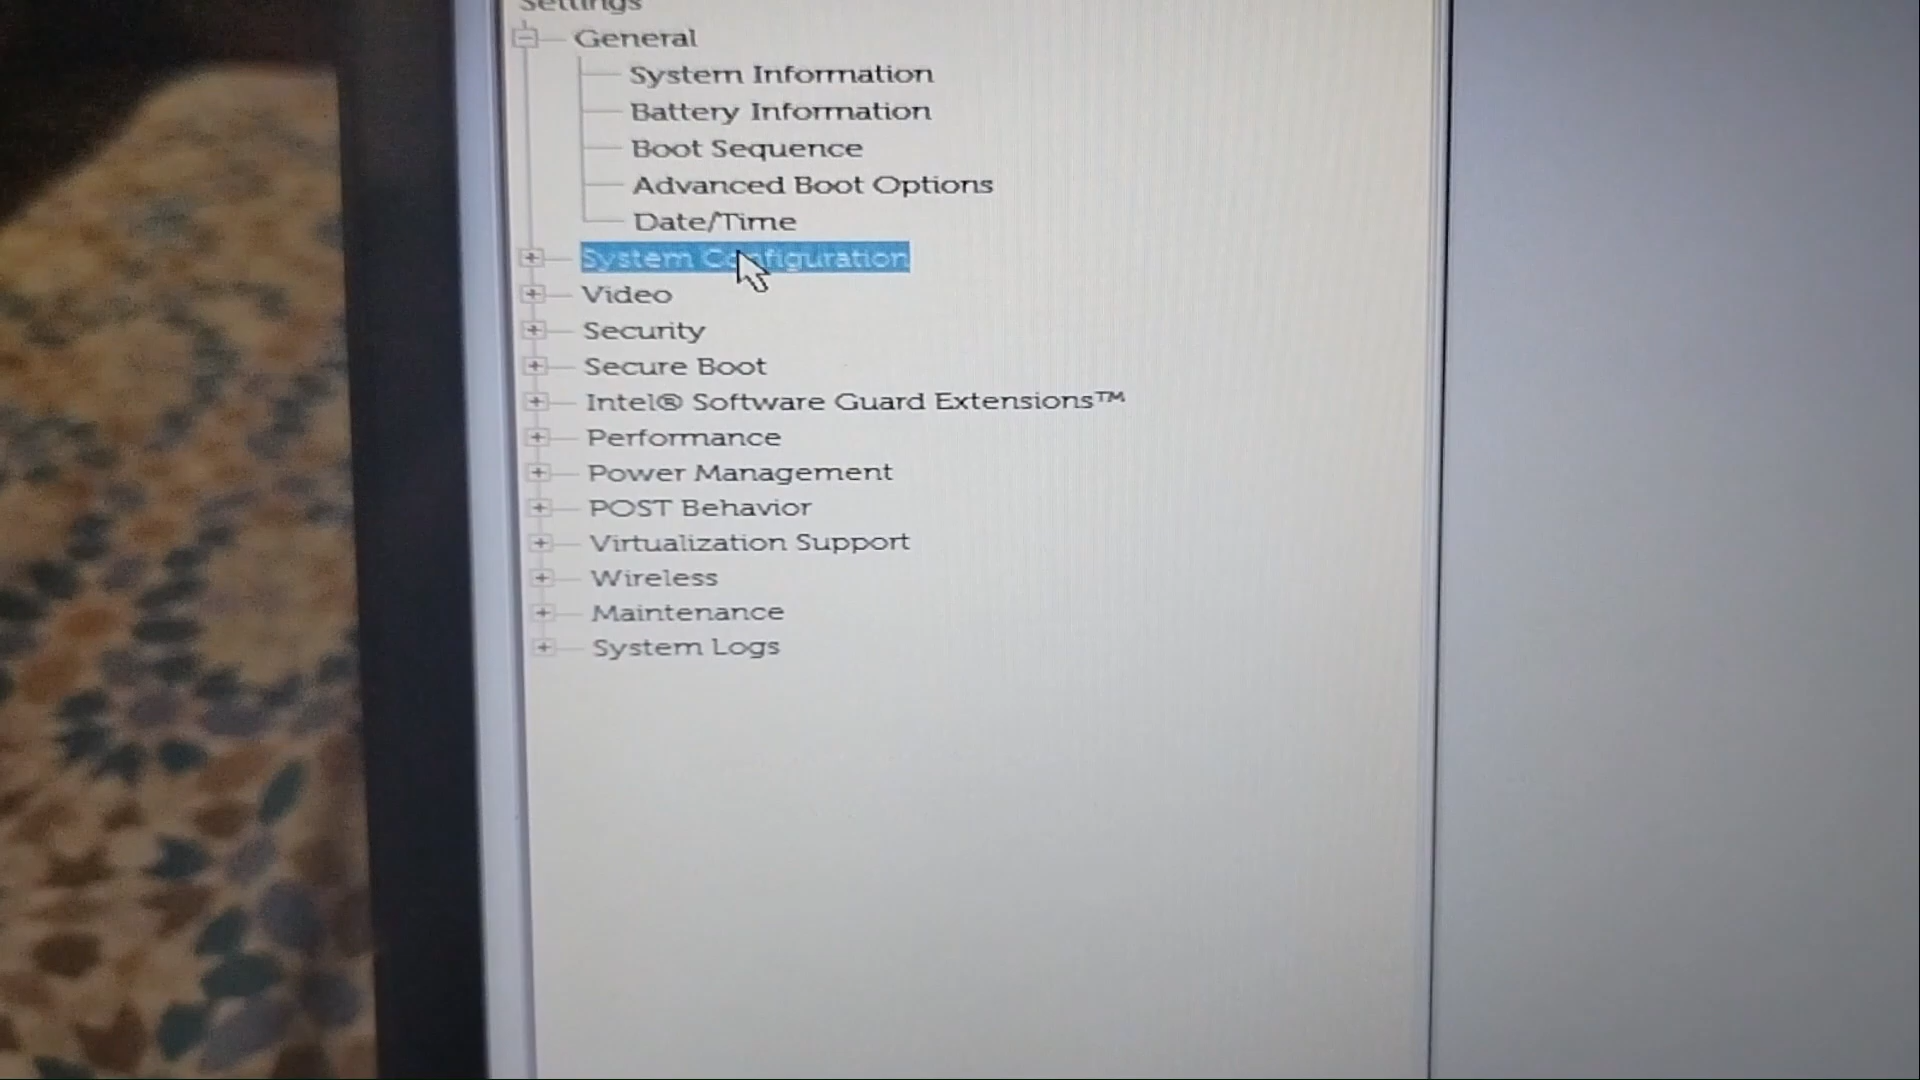 Settings
General
System Information
Battery Information
Boot Sequence
Advanced Boot Options
Date/Time
System Configuration
Video
Security
Secure Boot
Intel® Software Guard Extensions™
Performance
Power Management
POST Behavior
Virtualization Support
Wireless
Maintenance
System Logs